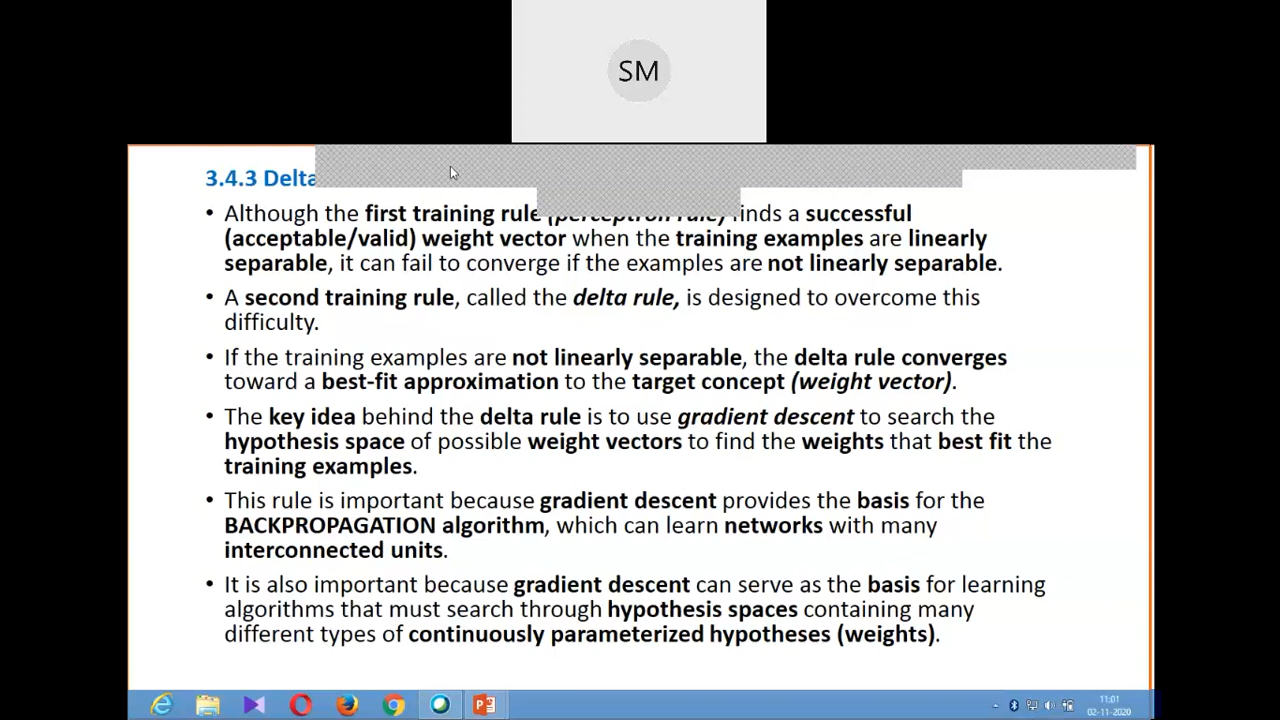 SM
3.4.3 Delta
• Although the first training rule (perceptron rule) finds a successful
(acceptable/valid) weight vector when the training examples are linearly
separable, it can fail to converge if the examples are not linearly separable.
• A second training rule, called the delta rule, is designed to overcome this
difficulty.
• If the training examples are not linearly separable, the delta rule converges
toward a best-fit approximation to the target concept (weight vector).
• The key idea behind the delta rule is to use gradient descent to search the
hypothesis space of possible weight vectors to find the weights that best fit the
training examples.
• This rule is important because gradient descent provides the basis for the
BACKPROPAGATION algorithm, which can learn networks with many
interconnected units.
• It is also important because gradient descent can serve as the basis for learning
algorithms that must search through hypothesis spaces containing many
different types of continuously parameterized hypotheses (weights).
11:01
02-11-2020